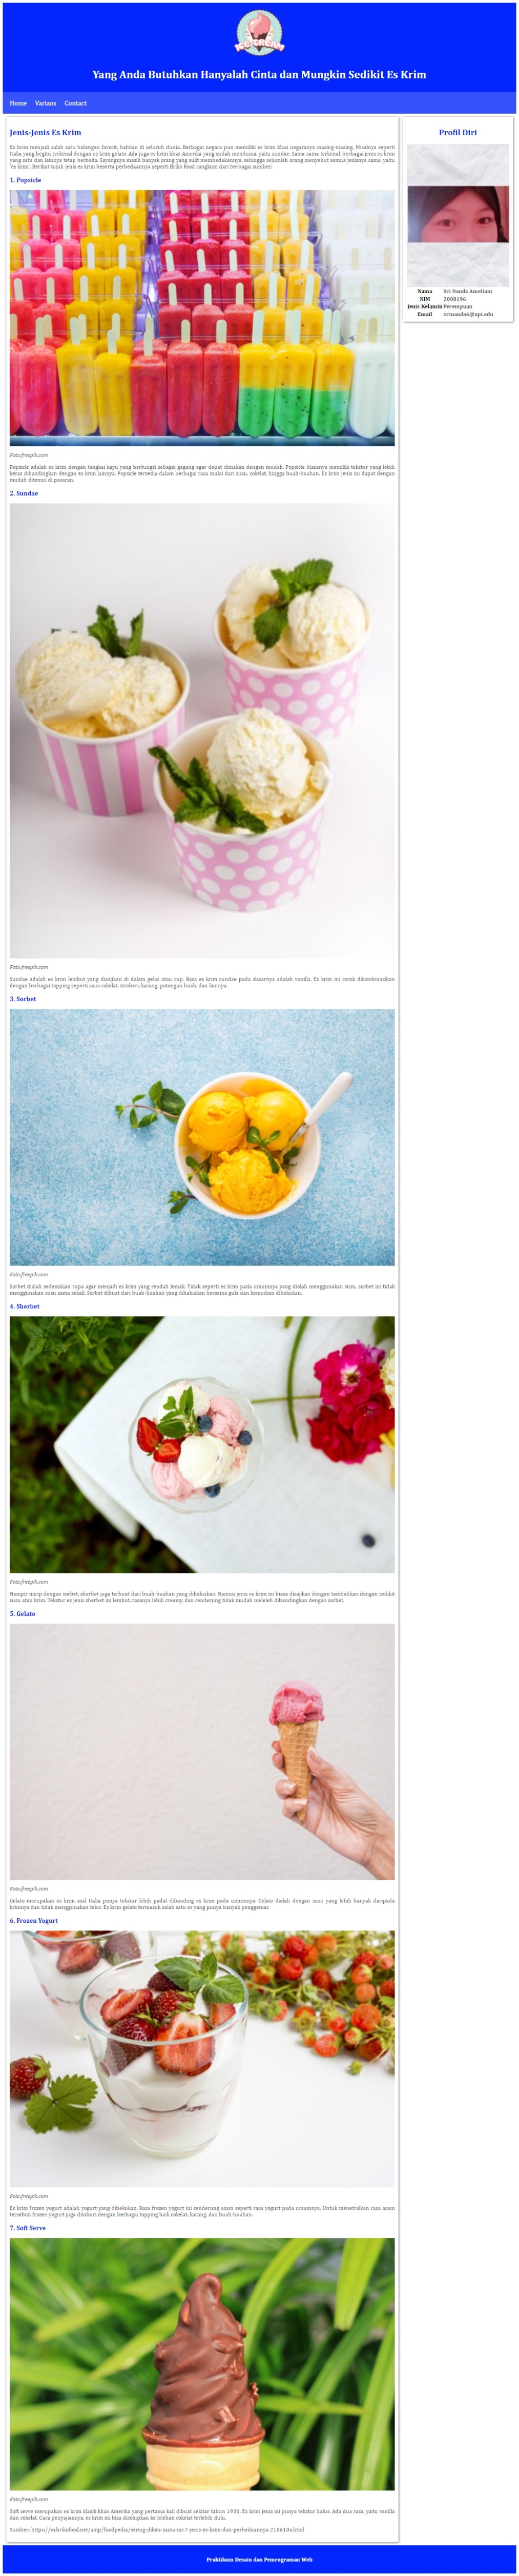 ICE CREAM
Yang Anda Butuhkan Hanyalah Cinta dan Mungkin Sedikit Es Krim
Home Varians Contact
Jenis-Jenis Es Krim
Es krim menjadi salah satu hidangan favorit, bahkan di seluruh dunia. Berbagai negara pun memiliki es krim khas negaranya masing-masing. Misalnya seperti
Italia yang begitu terkenal dengan es krim gelato. Ada juga es krim khas Amerika yang sudah mendunia, yaitu sundae. Sama-sama terkenal, berbagai jenis es krim
yang satu dan lainnya tetap berbeda. Sayangnya masih banyak orang yang sulit membedakannya, sehingga sejumlah orang menyebut semua jenisnya sama, yaitu
'es krim'. Berikut tujuh jenis es krim beserta perbedaannya seperti Brilio Food rangkum dari berbagai sumber:
1. Popsicle
Foto:freepik.com
Popsicle adalah es krim dengan tangkai kayu yang berfungsi sebagai gagang agar dapat dimakan dengan mudah. Popsicle biasanya memiliki tekstur yang lebih
keras dibandingkan dengan es krim lainnya. Popsicle tersedia dalam berbagai rasa mulai dari susu, cokelat, hingga buah-buahan. Es krim jenis ini dapat dengan
mudah ditemui di pasaran.
2. Sundae
Foto:freepik.com
Sundae adalah es krim lembut yang disajikan di dalam gelas atau cup. Rasa es krim sundae pada dasarnya adalah vanilla. Es krim ini cocok dikombinasikan
dengan berbagai topping seperti saus cokelat, stroberi, kacang, potongan buah, dan lainnya.
3. Sorbet
Foto:freepik.com
Sorbet diolah sedemikian rupa agar menjadi es krim yang rendah lemak. Tidak seperti es krim pada umumnya yang diolah menggunakan susu, sorbet ini tidak
menggunakan susu sama sekali. Sorbet dibuat dari buah-buahan yang dihaluskan bersama gula dan kemudian dibekukan.
4. Sherbet
Foto:freepik.com
Hampir mirip dengan sorbet, sherbet juga terbuat dari buah-buahan yang dihaluskan. Namun jenis es krim ini biasa disajikan dengan tambahkan dengan sedikit
susu atau krim. Tekstur es jenis sherbet ini lembut, rasanya lebih creamy, dan cenderung tidak mudah meleleh dibandingkan dengan sorbet.
5. Gelato
Foto:freepik.com
Gelato merupakan es krim asal Italia punya tekstur lebih padat dibanding es krim pada umumnya. Gelato diolah dengan susu yang lebih banyak daripada
krimnya dan tidak menggunakan telur. Es krim gelato termasuk salah satu es yang punya banyak penggemar.
6. Frozen Yogurt
Foto:freepik.com
Es krim frozen yogurt adalah yogurt yang dibekukan. Rasa frozen yogurt ini cenderung asam seperti rasa yogurt pada umumnya. Untuk menetralkan rasa asam
tersebut, frozen yogurt juga ditaburi dengan berbagai topping baik cokelat, kacang, dan buah-buahan.
7. Soft Serve
Foto:freepik.com
Soft serve merupakan es krim klasik khas Amerika yang pertama kali dibuat sekitar tahun 1930. Es krim jenis ini punya tekstur halus. Ada dua rasa, yaitu vanilla
dan cokelat. Cara penyajiannya, es krim ini bisa dicelupkan ke lelehan cokelat terlebih dulu.
Sumber: https://m.briliofood.net/amp/foodpedia/sering-dikira-sama-ini-7-jenis-es-krim-dan-perbedaannya-210618e.html
Profil Diri
Nama Sri Nanda Ameliani
NIM 2008196
Jenis Kelamin Perempuan
Email srinanda6@upi.edu
Praktikum Desain dan Pemrograman Web